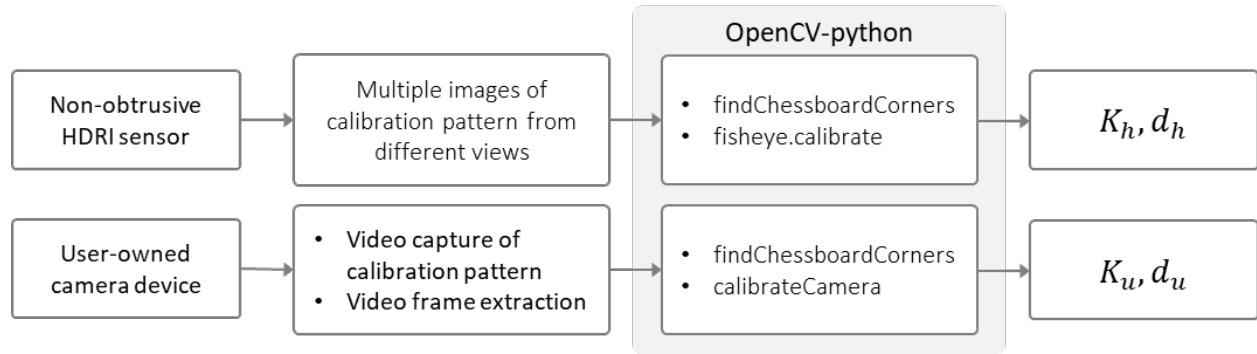 OpenCV-python
Non-obtrusive
HDRI sensor
Multiple images of
calibration pattern from
different views
• findChessboardCorners
• fisheye.calibrate
K_h, d_h
User-owned
camera device
• Video capture of
calibration pattern
• Video frame extraction
• findChessboardCorners
• calibrateCamera
K_u, d_u